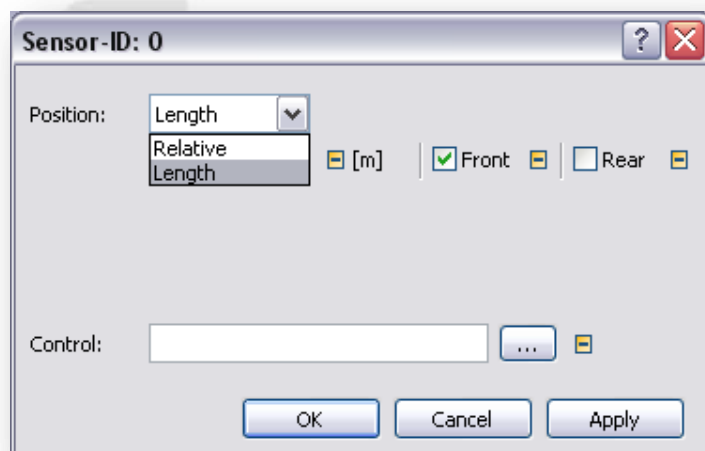 Sensor-ID: 0
Position: Length
Relative
Length
[m] Front Rear
Control: ...
OK Cancel Apply